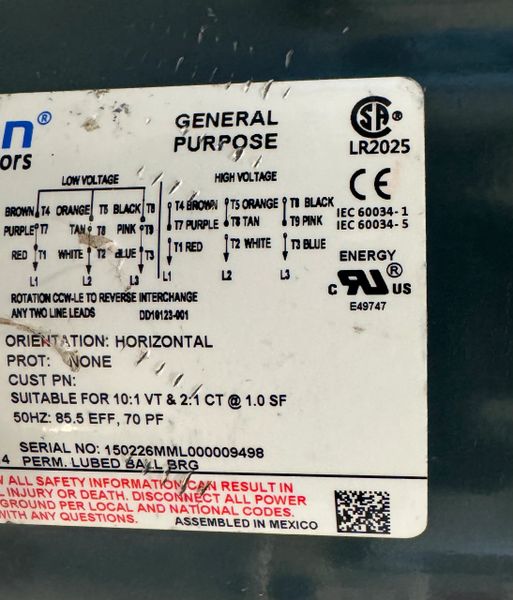 n®
ors
GENERAL
PURPOSE
SA
LR2025
CE
IEC 60034-1
IEC 60034-5
ENERGY
c RU® US
E49747
LOW VOLTAGE
HIGH VOLTAGE
BROWN T4 ORANGE T5 BLACK T6 T4 BROWN T5 ORANGE T6 BLACK
PURPLE T7 TAN T8 PINK T9 T7 PURPLE T8 TAN T9 PINK
RED T1 WHITE T2 BLUE T3 T1 RED T2 WHITE T3 BLUE
L1 L2 L3 L1 L2 L3
ROTATION CCW-LE TO REVERSE INTERCHANGE
ANY TWO LINE LEADS DD10123-001
ORIENTATION: HORIZONTAL
PROT: NONE
CUST PN:
SUITABLE FOR 10:1 VT & 2:1 CT @ 1.0 SF
50HZ: 85.5 EFF, 70 PF
SERIAL NO: 150226MML000009498
4 PERM. LUBED BALL BRG
W ALL SAFETY INFORMATION CAN RESULT IN
L INJURY OR DEATH. DISCONNECT ALL POWER
GROUND PER LOCAL AND NATIONAL CODES.
WITH ANY QUESTIONS. ASSEMBLED IN MEXICO